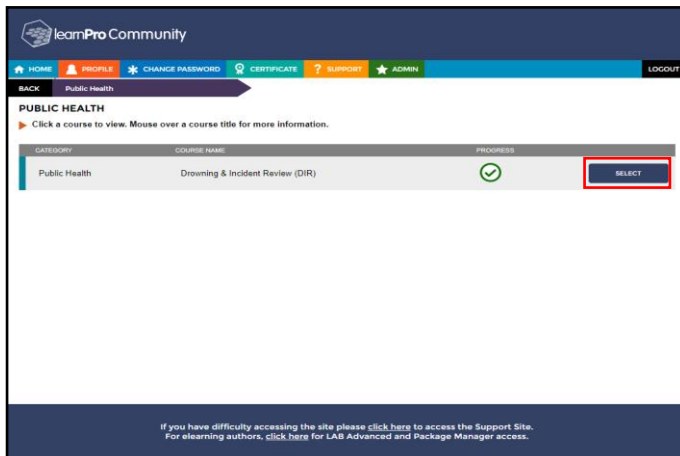 learnPro Community
HOME PROFILE CHANGE PASSWORD CERTIFICATE ? SUPPORT ADMIN LOGOUT
BACK Public Health
PUBLIC HEALTH
Click a course to view. Mouse over a course title for more information.
CATEGORY COURSE NAME PROGRESS
Public Health Drowning & Incident Review (DIR) SELECT
If you have difficulty accessing the site please click here to access the Support Site.
For elearning authors, click here for LAB Advanced and Package Manager access.